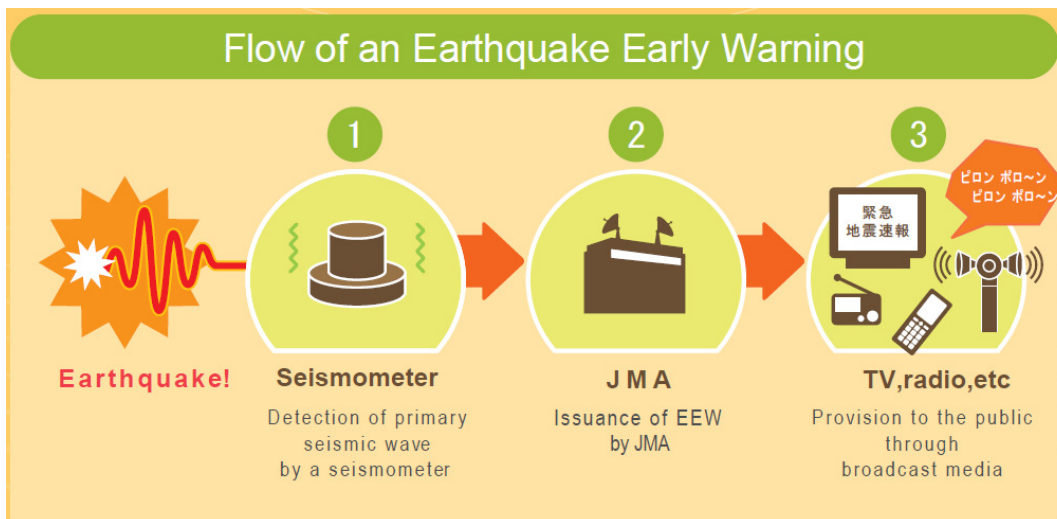 Flow of an Earthquake Early Warning
1
2
3
ピロン ポロ〜ン
ピロン ポロ〜ン
緊急
地震速報
Earthquake!
Seismometer
Detection of primary
seismic wave
by a seismometer
JMA
Issuance of EEW
by JMA
TV,radio,etc
Provision to the public
through
broadcast media